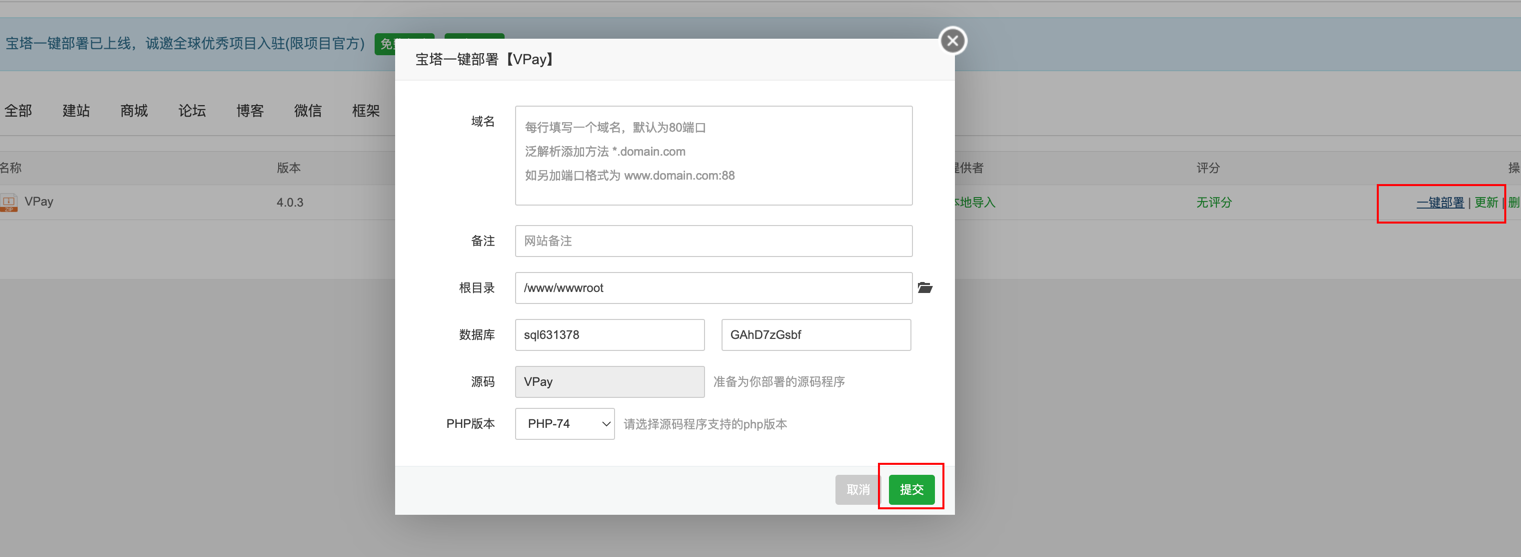 宝塔一键部署已上线，诚邀全球优秀项目入驻(限项目官方)
宝塔一键部署【VPay】
全部 建站 商城 论坛 博客 微信 框架
域名
每行填写一个域名，默认为80端口
泛解析添加方法 *.domain.com
如另加端口格式为 www.domain.com:88
名称 版本 提供者 评分 操
VPay 4.0.3 本地导入 无评分 一键部署 | 更新 | 删
备注 网站备注
根目录 /www/wwwroot
数据库 sql631378 GAhD7zGsbf
源码 VPay 准备为你部署的源码程序
PHP版本 PHP-74 请选择源码程序支持的php版本
取消 提交